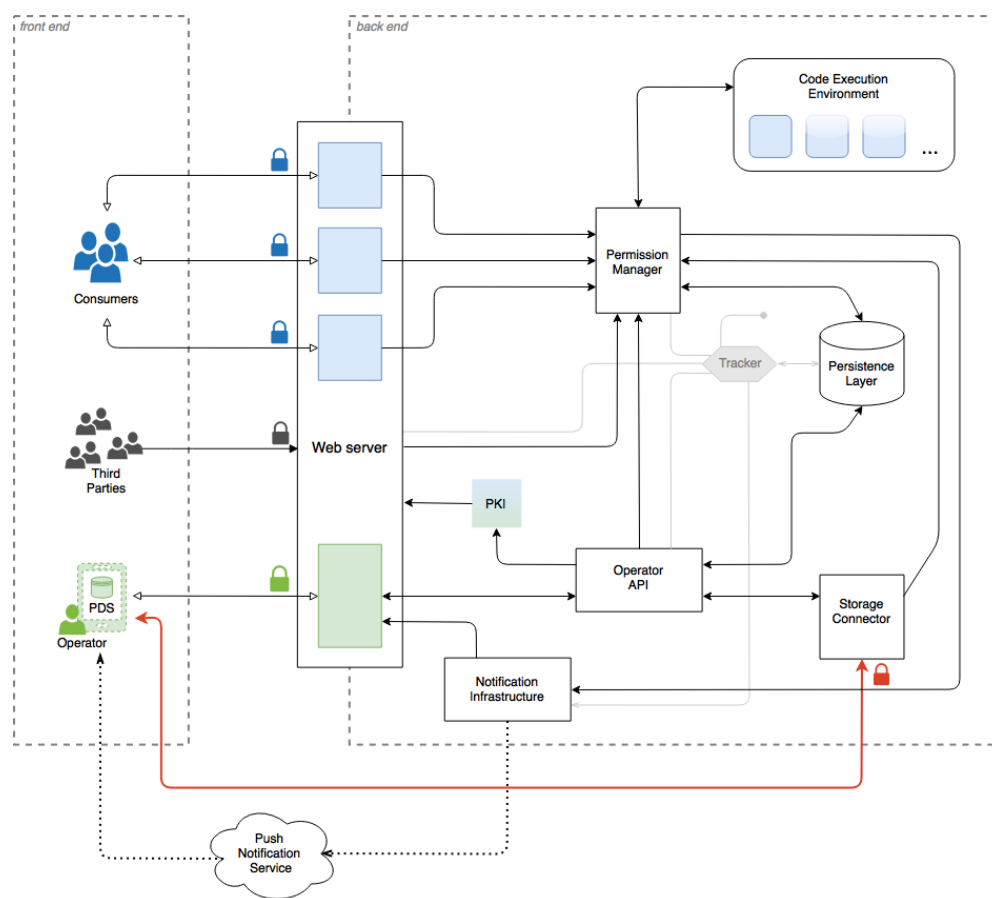 front end
back end
Code Execution
Environment
...
Consumers
Permission
Manager
Tracker
Persistence
Layer
Third
Parties
Web server
PKI
PDS
Operator
Operator
API
Storage
Connector
Notification
Infrastructure
Push
Notification
Service